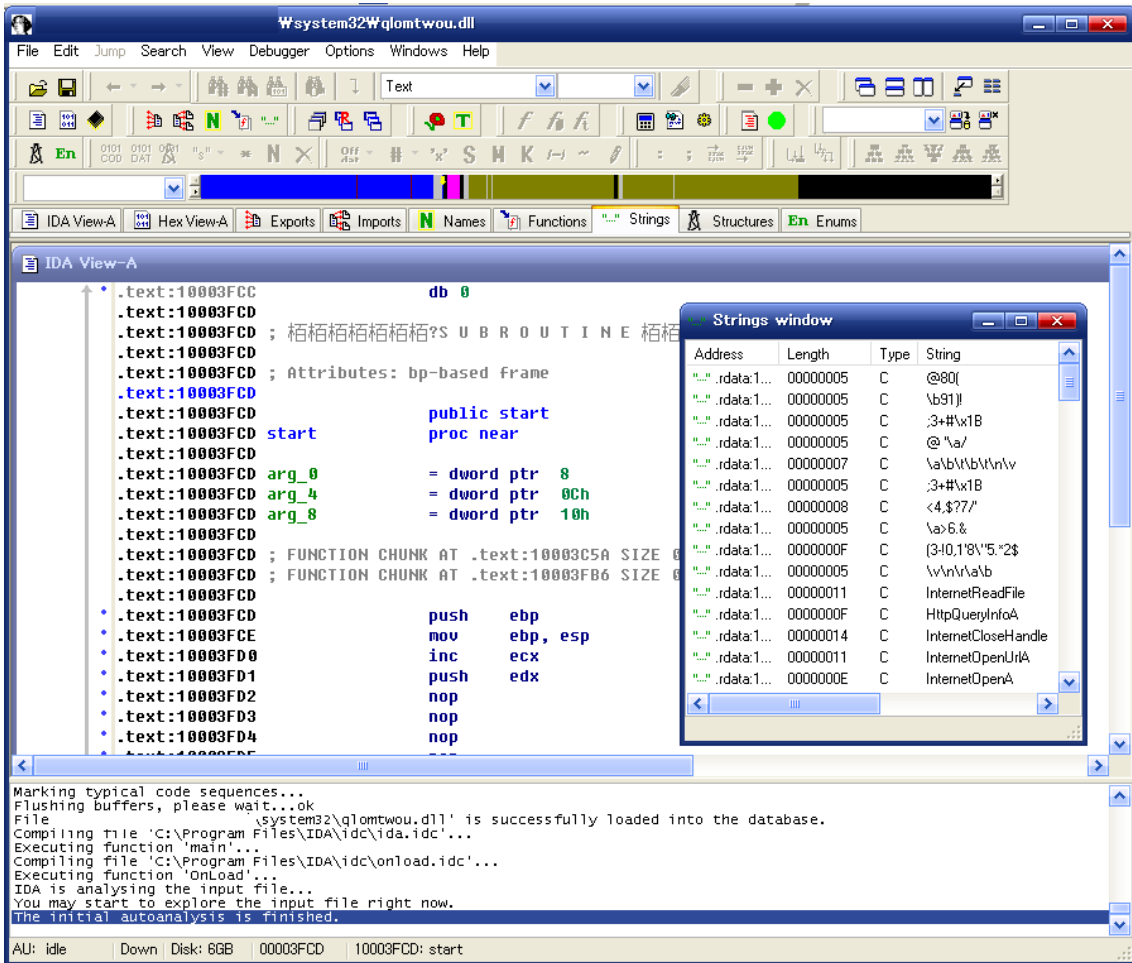 ₩system32₩qlomtwou.dll
File Edit Jump Search View Debugger Options Windows Help
Text
En
IDA View-A Hex View-A Exports Imports N Names Functions Strings Structures En Enums
IDA View-A
.text:10003FCC db 0
.text:10003FCD
.text:10003FCD ; 栢栢栢栢栢栢栢?S U B R O U T I N E 栢栢
.text:10003FCD
.text:10003FCD ; Attributes: bp-based frame
.text:10003FCD
.text:10003FCD public start
.text:10003FCD start proc near
.text:10003FCD
.text:10003FCD arg_0 = dword ptr 8
.text:10003FCD arg_4 = dword ptr 0Ch
.text:10003FCD arg_8 = dword ptr 10h
.text:10003FCD
.text:10003FCD ; FUNCTION CHUNK AT .text:10003C5A SIZE
.text:10003FCD ; FUNCTION CHUNK AT .text:10003FB6 SIZE
.text:10003FCD
.text:10003FCD push ebp
.text:10003FCE mov ebp, esp
.text:10003FD0 inc ecx
.text:10003FD1 push edx
.text:10003FD2 nop
.text:10003FD3 nop
.text:10003FD4 nop
Strings window
Address Length Type String
.rdata:1... 00000005 C @80(
.rdata:1... 00000005 C \b91)!
.rdata:1... 00000005 C ;3+#\x1B
.rdata:1... 00000005 C @ "\a/
.rdata:1... 00000007 C \a\b\t\b\t\n\v
.rdata:1... 00000005 C ;3+#\x1B
.rdata:1... 00000008 C <4,$?7/"
.rdata:1... 00000005 C \a>6.&
.rdata:1... 0000000F C (3-!0,1'8\"5.*2$
.rdata:1... 00000005 C \v\n\r\a\b
.rdata:1... 00000011 C InternetReadFile
.rdata:1... 0000000F C HttpQueryInfoA
.rdata:1... 00000014 C InternetCloseHandle
.rdata:1... 00000011 C InternetOpenUrlA
.rdata:1... 0000000E C InternetOpenA
Marking typical code sequences...
Flushing buffers, please wait...ok
File \system32\qlomtwou.dll' is successfully loaded into the database.
Compiling file 'C:\Program Files\IDA\idc\ida.idc'...
Executing function 'main'...
Compiling file 'C:\Program Files\IDA\idc\onload.idc'...
Executing function 'OnLoad'...
IDA is analysing the input file...
You may start to explore the input file right now.
The initial autoanalysis is finished.
AU: idle Down Disk: 6GB 00003FCD 10003FCD: start